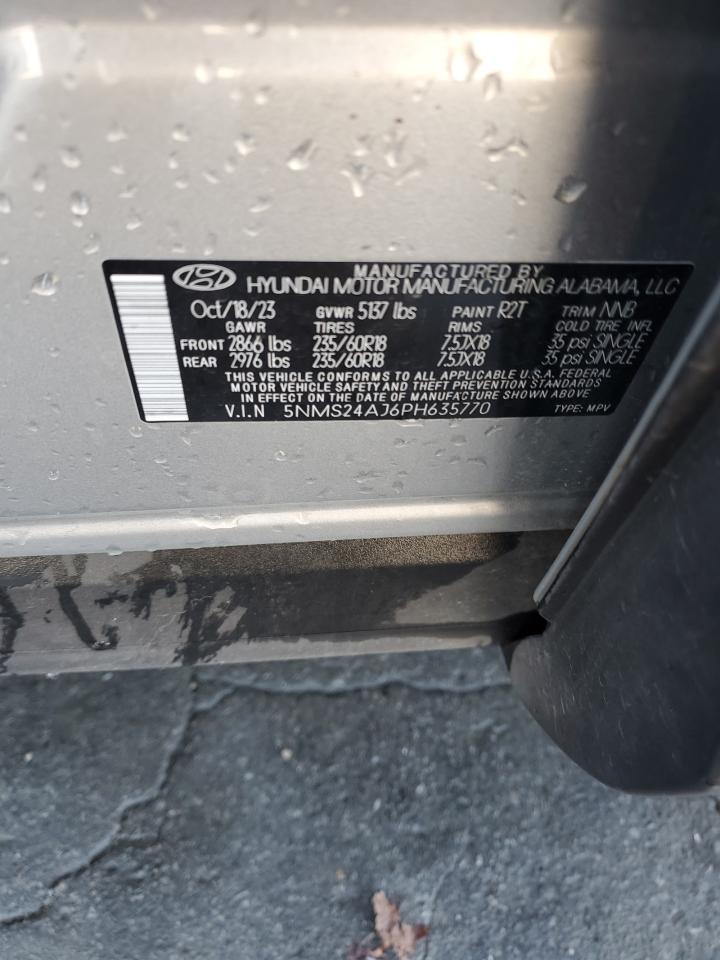 MANUFACTURED BY
HYUNDAI MOTOR MANUFACTURING ALABAMA, LLC
Oct/18/23 GVWR 5137 lbs PAINT R2T TRIM NNB
GAWR TIRES RIMS COLD TIRE INFL
FRONT 2866 lbs 235/60R18 7.5JX18 35 psi SINGLE
REAR 2976 lbs 235/60R18 7.5JX18 35 psi SINGLE
THIS VEHICLE CONFORMS TO ALL APPLICABLE U.S.A. FEDERAL
MOTOR VEHICLE SAFETY AND THEFT PREVENTION STANDARDS
IN EFFECT ON THE DATE OF MANUFACTURE SHOWN ABOVE
V.I.N 5NMS24AJ6PH635770 TYPE: MPV